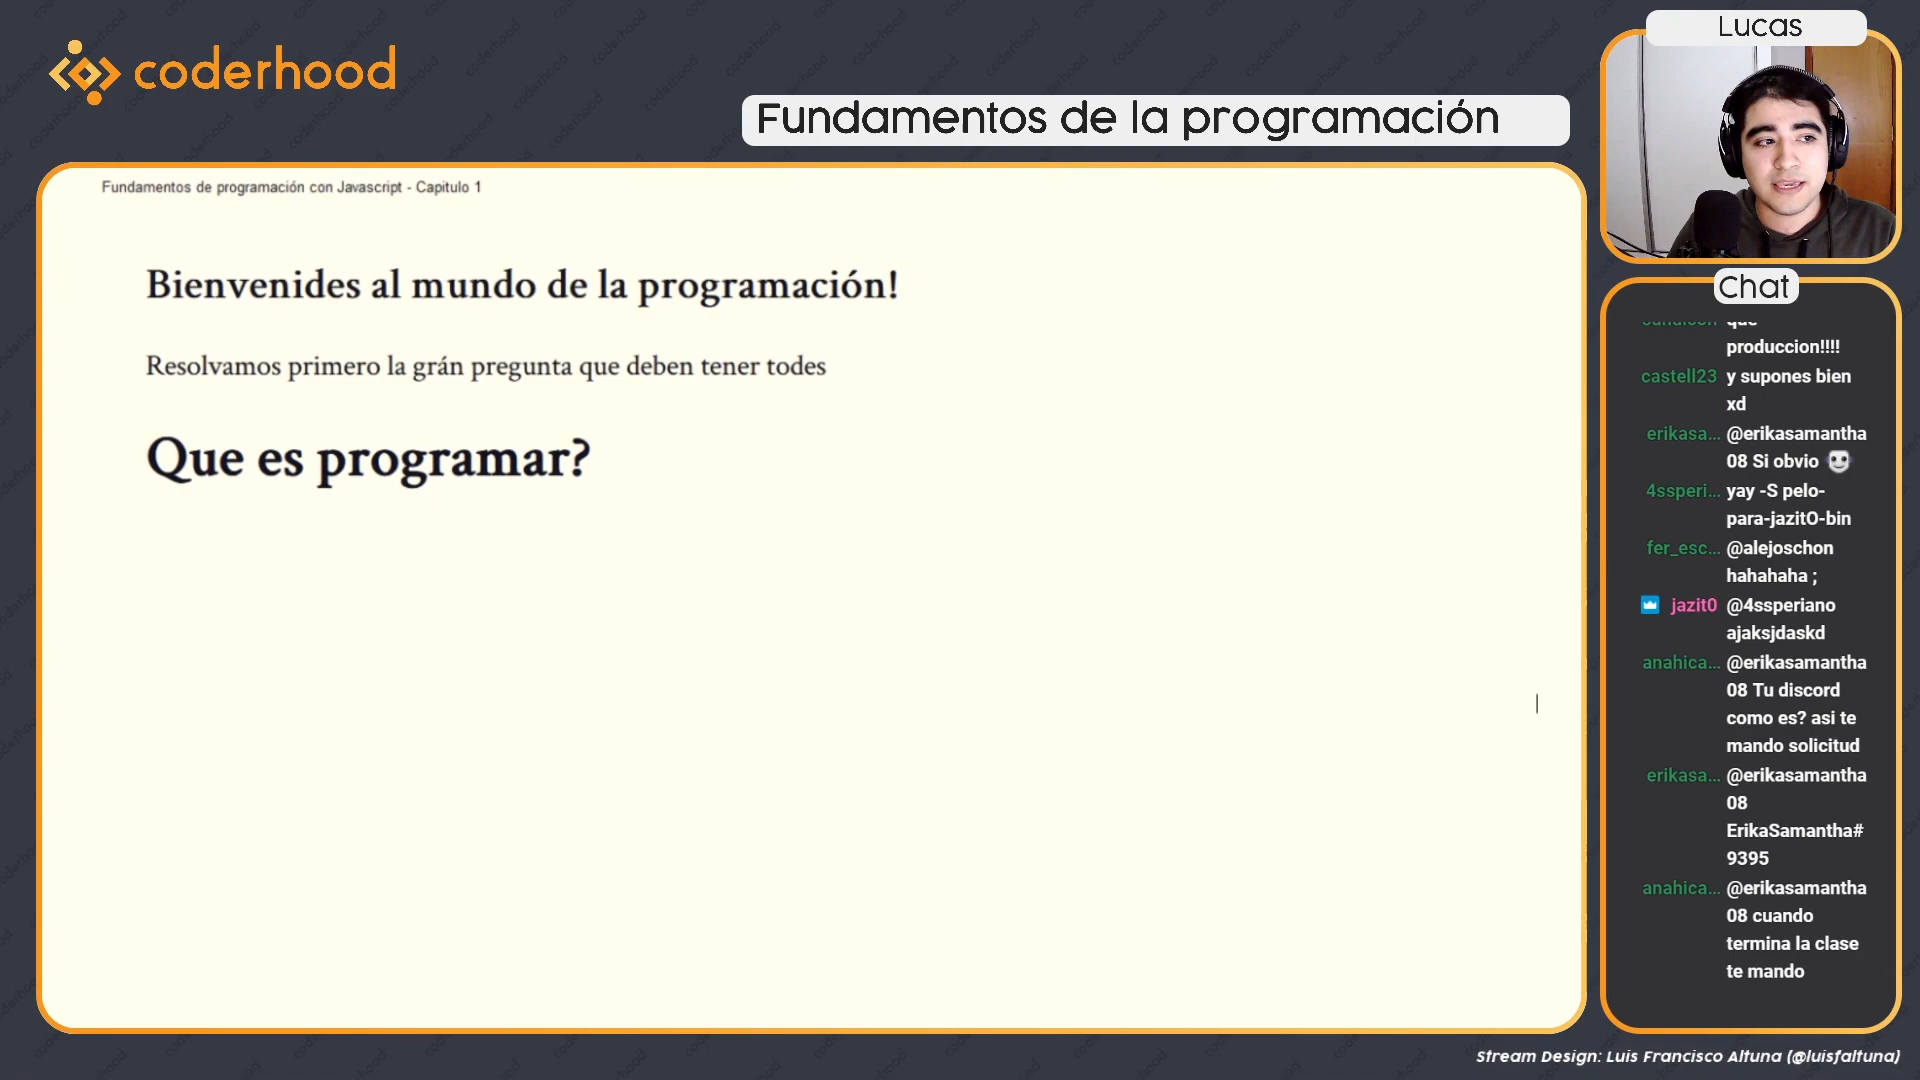 coderhood
Fundamentos de la programación
Lucas
Fundamentos de programación con Javascript - Capitulo 1
Bienvenides al mundo de la programación!
Resolvamos primero la grán pregunta que deben tener todes
Que es programar?
Chat
que
produccion!!!!
castell23 y supones bien
xd
erikasa... @erikasamantha
08 Si obvio
4ssperi... yay -S pelo-
para-jazitO-bin
fer_esc... @alejoschon
hahahaha ;
jazit0 @4ssperiano
ajaksjdaskd
anahica... @erikasamantha
08 Tu discord
como es? asi te
mando solicitud
erikasa... @erikasamantha
08
ErikaSamantha#
9395
anahica... @erikasamantha
08 cuando
termina la clase
te mando
Stream Design: Luis Francisco Altuna (@luisfaltuna)